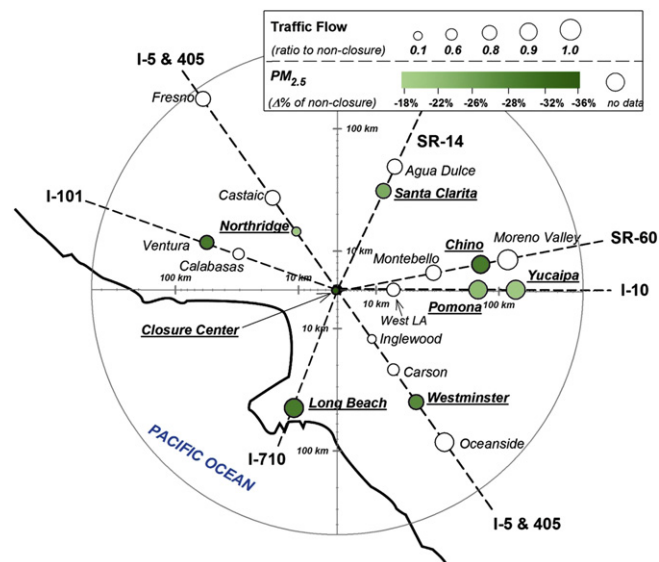 Traffic Flow
(ratio to non-closure)
0.1 0.6 0.8 0.9 1.0
PM2.5
(Δ% of non-closure)
-18% -22% -26% -28% -32% -36%
no data
I-5 & 405
Fresno
100 km
SR-14
Agua Dulce
Santa Clarita
Castaic
I-101
Northridge
Ventura
Calabasas
10 km
Montebello
Chino
Moreno Valley
SR-60
Yucaipa
100 km
10 km
10 km
100 km
I-10
Pomona
West LA
Closure Center
10 km
Inglewood
Carson
Long Beach
Westminster
PACIFIC OCEAN
I-710
100 km
Oceanside
I-5 & 405